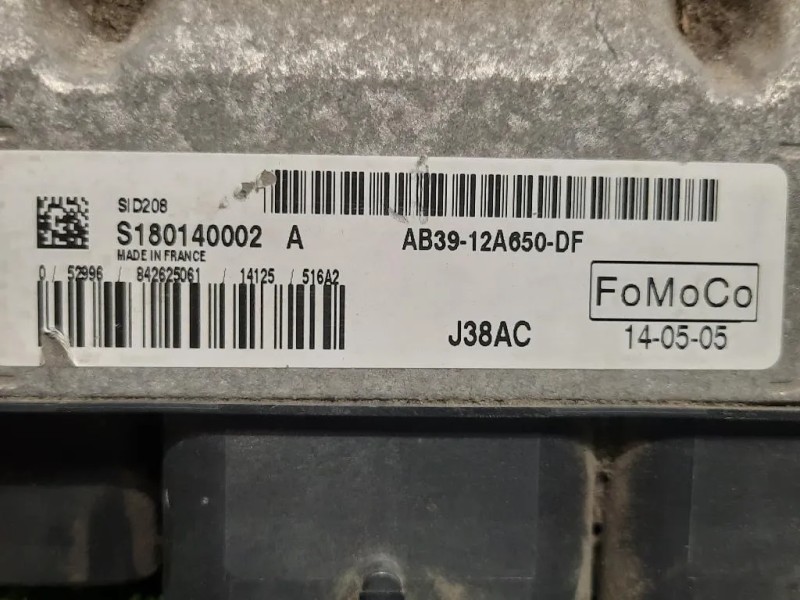 SID208
S180140002 A
AB39-12A650-DF
MADE IN FRANCE
0 / 52996 / 842625061 / 14125 / 516A2
FoMoCo
J38AC
14-05-05